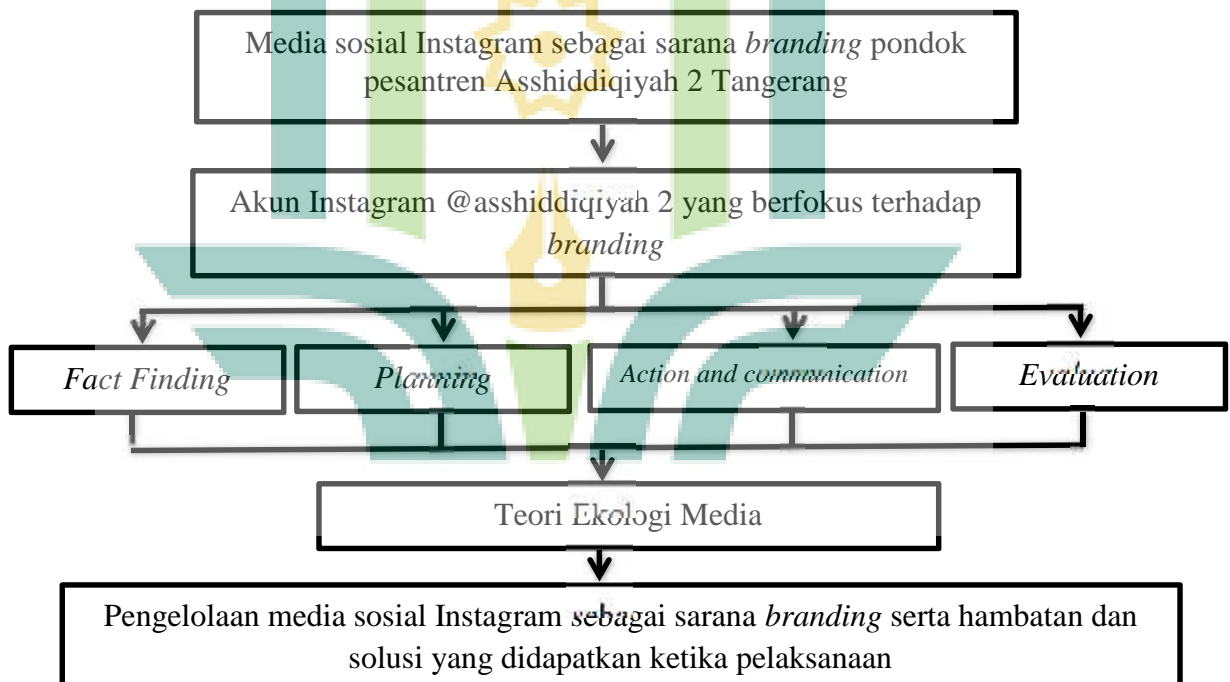 Media sosial Instagram sebagai sarana branding pondok
pesantren Asshiddiqiyah 2 Tangerang
Akun Instagram @asshiddiqiyah 2 yang berfokus terhadap
branding
Fact Finding
Planning
Action and communication
Evaluation
Teori Ekologi Media
Pengelolaan media sosial Instagram sebagai sarana branding serta hambatan dan
solusi yang didapatkan ketika pelaksanaan